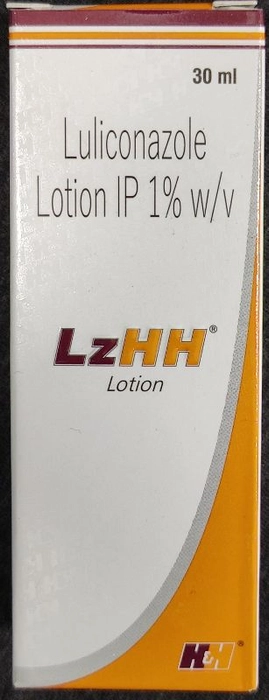 30 ml
Luliconazole
Lotion IP 1% w/v
LzHH®
Lotion
H&H®